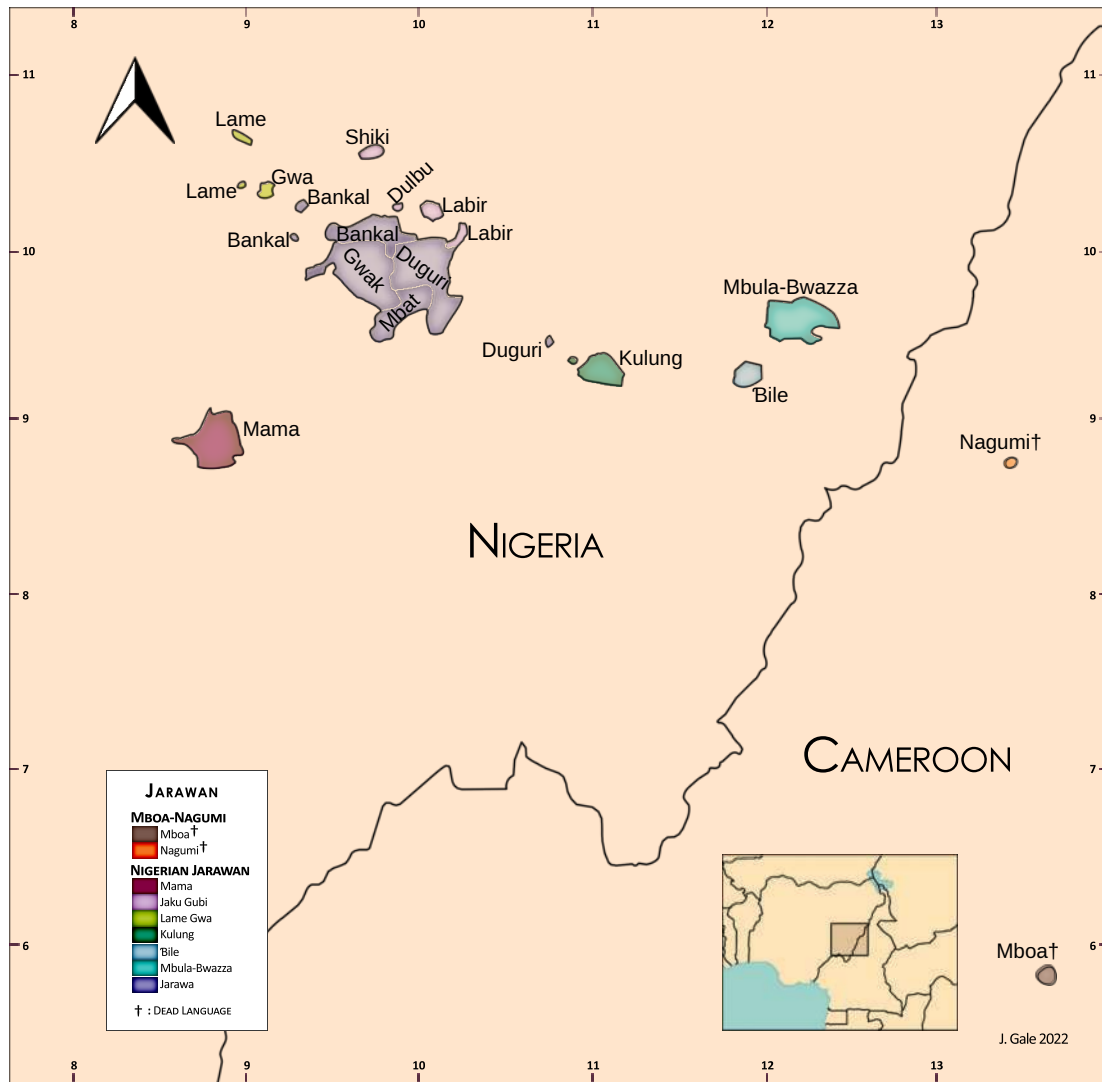 8 9 10 11 12 13
11 11
Lame
Shiki
Dulbu
Gwa
Lame
Bankal
Labir
Bankal
Bankal
Labir
10 10
Gwak
Duguri
Mbat
Mbula-Bwazza
Duguri
Kulung
Ɓile
9 9
Mama
Nagumi†
NIGERIA
8 8
CAMEROON
7 7
JARAWAN
MBOA-NAGUMI
Mboa†
Nagumi†
NIGERIAN JARAWAN
Mama
Jaku Gubi
Lame Gwa
Kulung
Ɓile
Mbula-Bwazza
Jarawa
† : DEAD LANGUAGE
6 6
Mboa†
J. Gale 2022
8 9 10 11 12 13